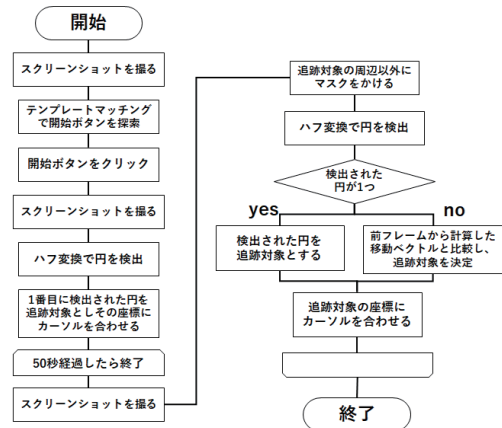 開始
スクリーンショットを撮る
テンプレートマッチング
で開始ボタンを探索
開始ボタンをクリック
スクリーンショットを撮る
ハフ変換で円を検出
1番目に検出された円を
追跡対象としその座標に
カーソルを合わせる
50秒経過したら終了
スクリーンショットを撮る
追跡対象の周辺以外に
マスクをかける
ハフ変換で円を検出
検出された
円が1つ
yes
no
検出された円を
追跡対象とする
前フレームから計算した
移動ベクトルと比較し、
追跡対象を決定
追跡対象の座標に
カーソルを合わせる
終了